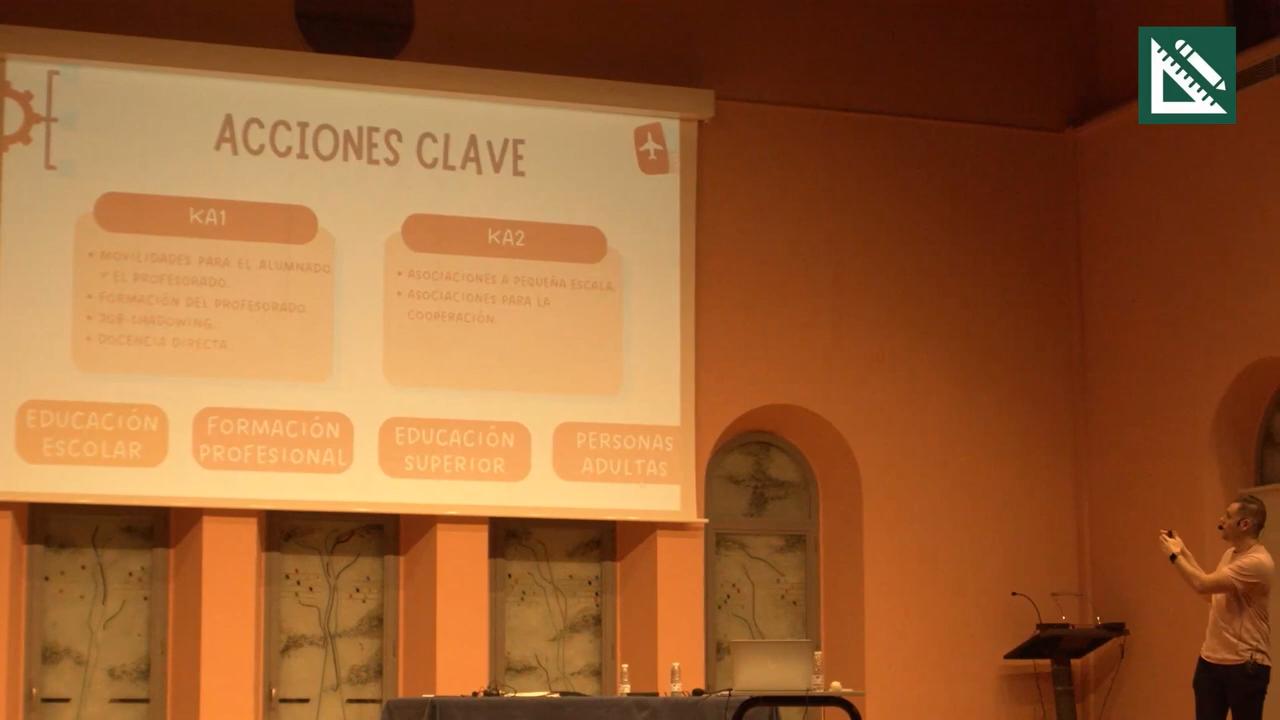 ACCIONES CLAVE
KA1
• MOVILIDADES PARA EL ALUMNADO
Y EL PROFESORADO.
• FORMACIÓN DEL PROFESORADO.
• JOB-SHADOWING.
• DOCENCIA DIRECTA.
KA2
• ASOCIACIONES A PEQUEÑA ESCALA.
• ASOCIACIONES PARA LA
COOPERACIÓN.
EDUCACIÓN
ESCOLAR
FORMACIÓN
PROFESIONAL
EDUCACIÓN
SUPERIOR
PERSONAS
ADULTAS